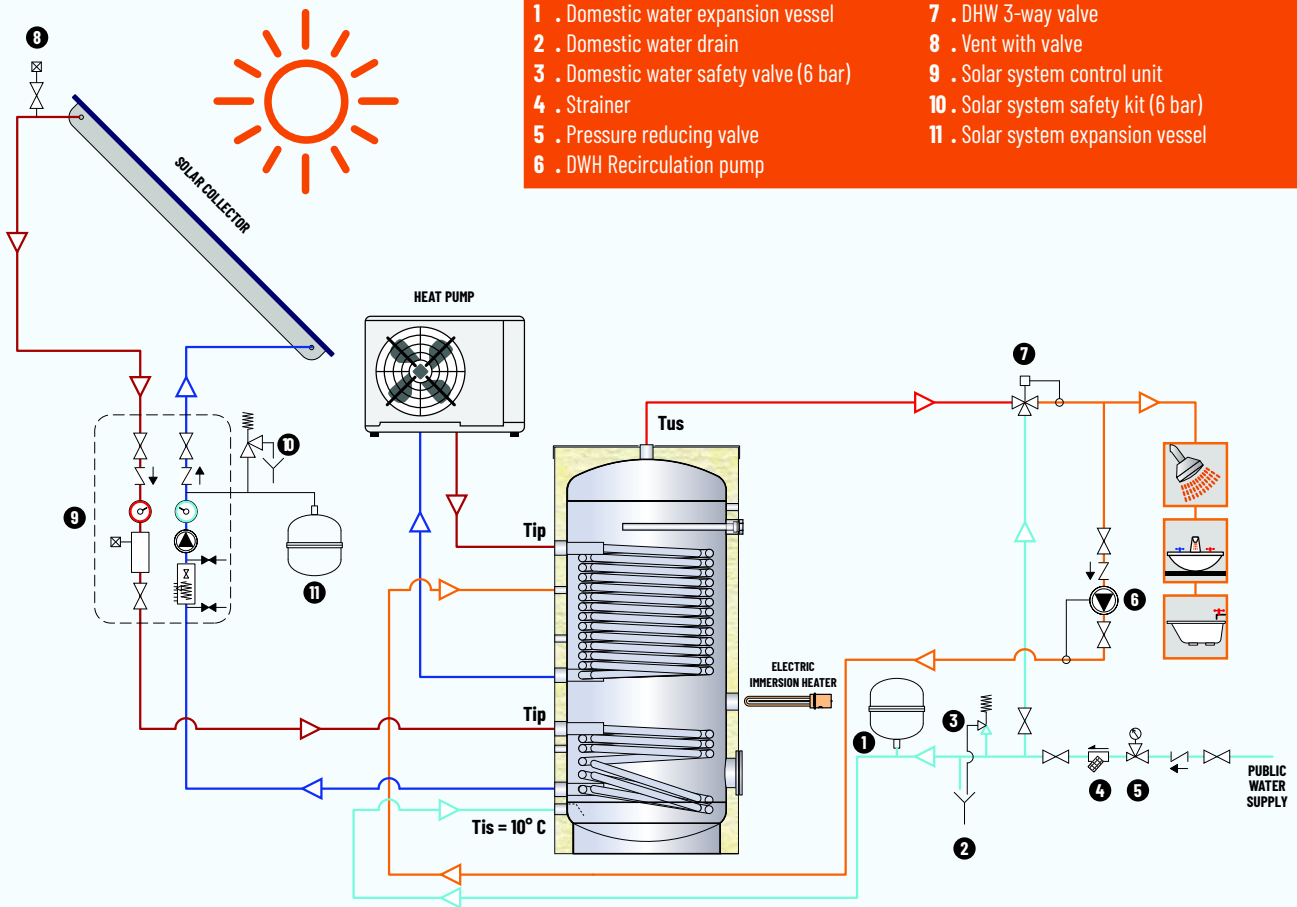 1 . Domestic water expansion vessel
2 . Domestic water drain
3 . Domestic water safety valve (6 bar)
4 . Strainer
5 . Pressure reducing valve
6 . DWH Recirculation pump
7 . DHW 3-way valve
8 . Vent with valve
9 . Solar system control unit
10 . Solar system safety kit (6 bar)
11 . Solar system expansion vessel
8
SOLAR COLLECTOR
HEAT PUMP
7
Tus
10
9
Tip
11
6
ELECTRIC
IMMERSION HEATER
Tip
3
1
4
5
PUBLIC
WATER
SUPPLY
Tis = 10° C
2